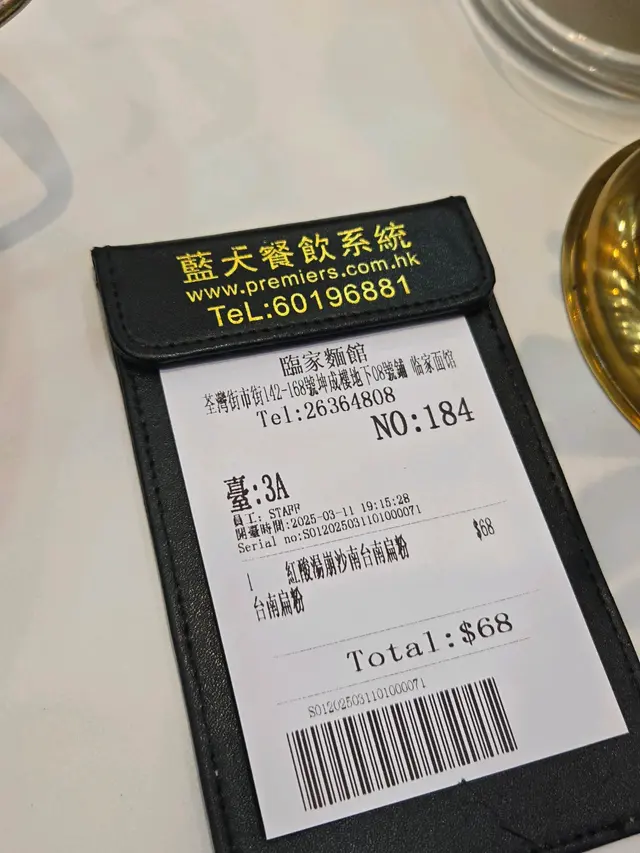 藍天餐飲系統
www.premiers.com.hk
TeL:60196881
臨家麵館
荃灣街市街142-168號坤成樓地下08號鋪 临家面馆
Tel:26364808
NO:184
臺:3A
員工: STAFF
開臺時間:2025-03-11 19:15:28
Serial no:S012025031101000071
1 紅酸湯崩沙南台南扁粉 $68
台南扁粉
Total:$68
S012025031101000071